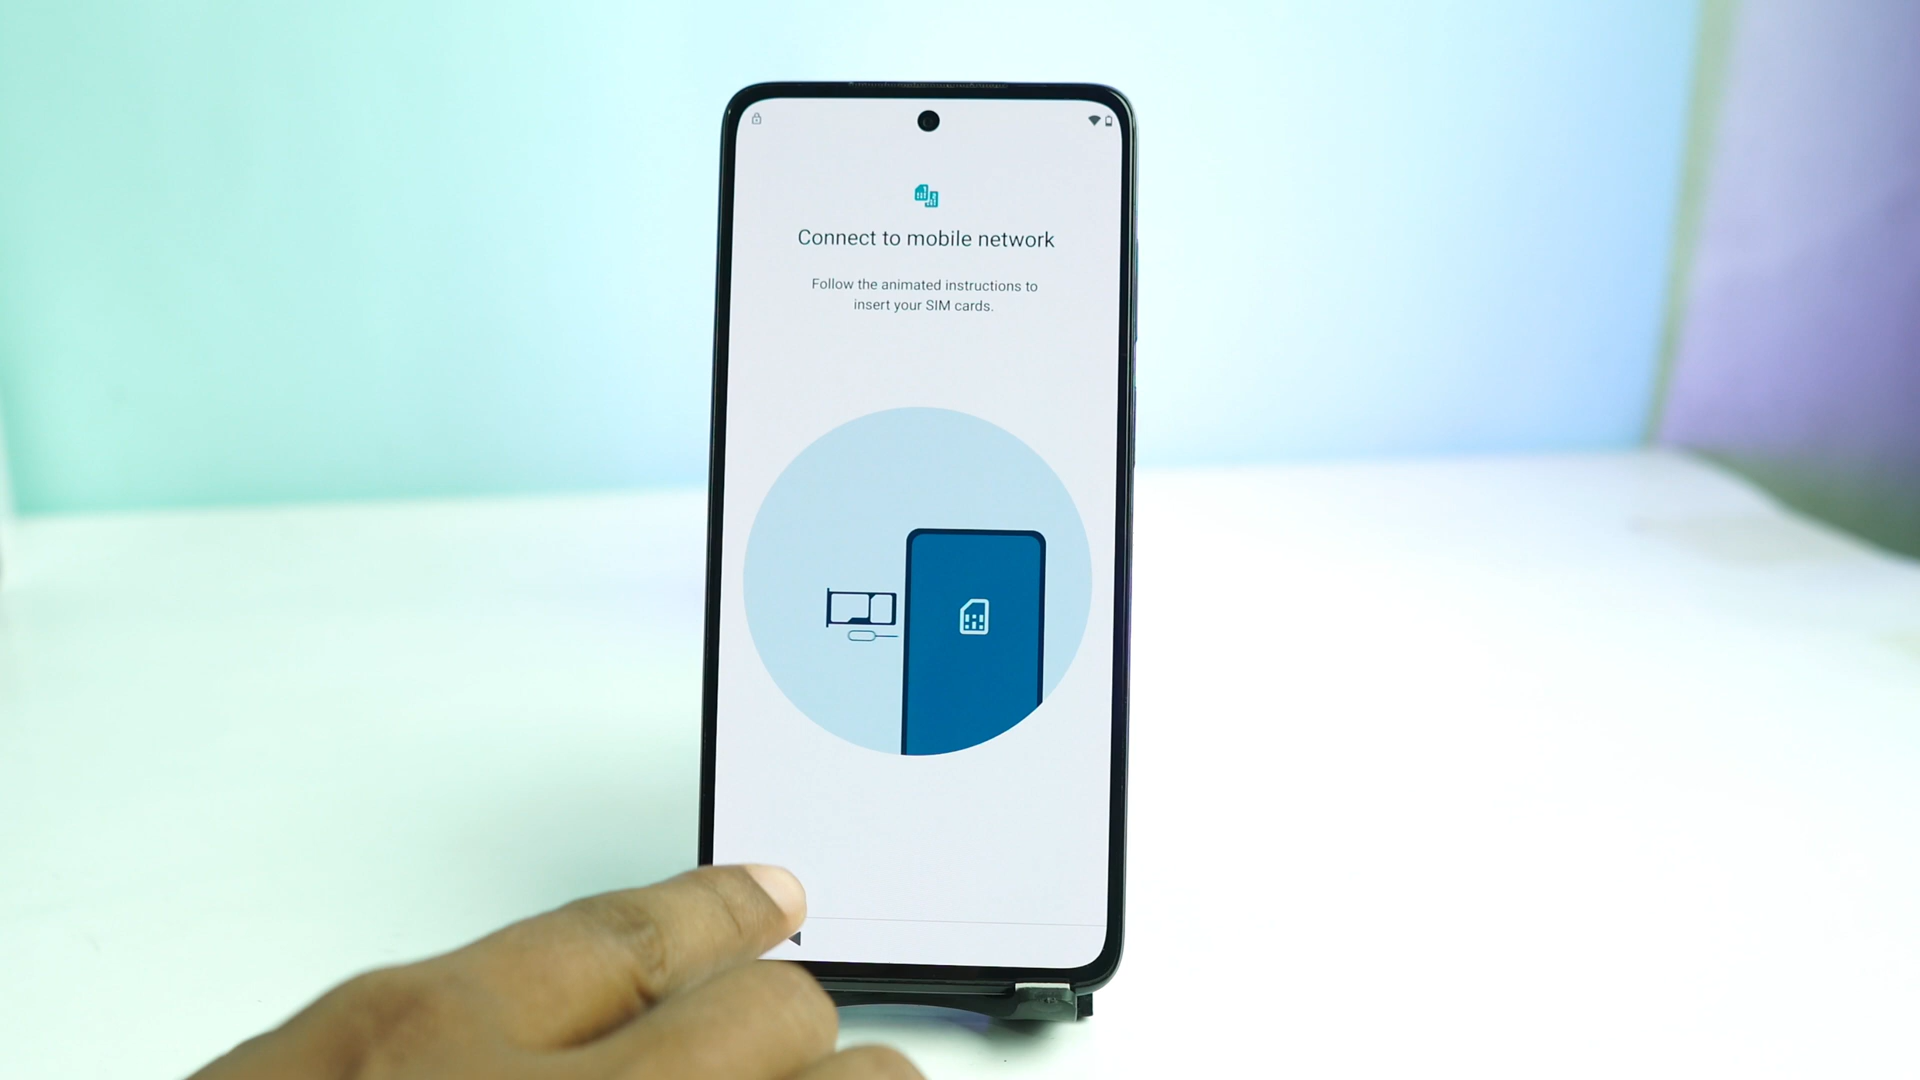 Connect to mobile network
Follow the animated instructions to
insert your SIM cards.